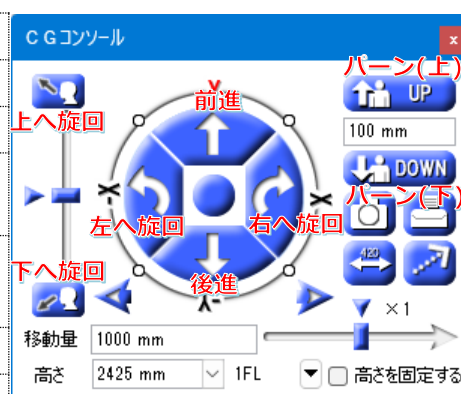 CGコンソール
x
パーン(上)
UP
100 mm
DOWN
パーン(下)
上へ旋回
前進
左へ旋回
右へ旋回
後進
下へ旋回
Y
-X
X
-Y
420
×1
移動量 1000 mm
高さ 2425 mm 1FL
高さを固定する